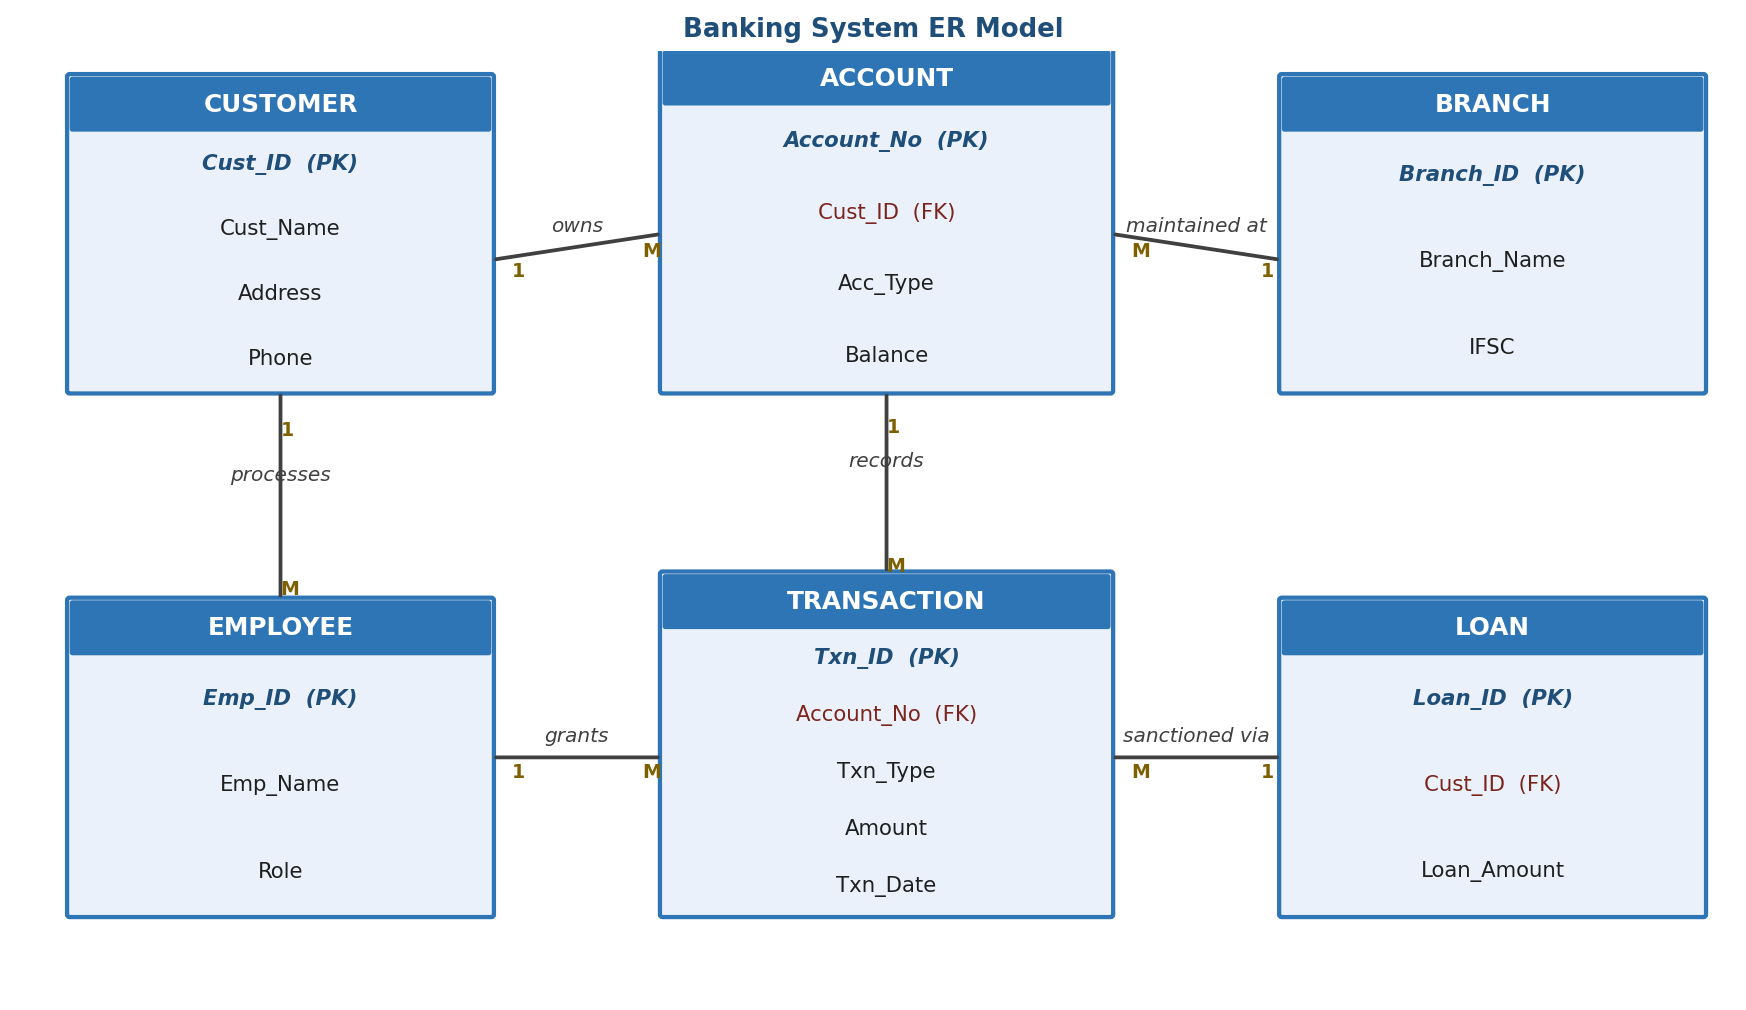 Banking System ER Model
CUSTOMER
Cust_ID  (PK)
Cust_Name
Address
Phone
owns
1
M
ACCOUNT
Account_No  (PK)
Cust_ID  (FK)
Acc_Type
Balance
maintained at
M
1
BRANCH
Branch_ID  (PK)
Branch_Name
IFSC
1
processes
M
1
records
M
EMPLOYEE
Emp_ID  (PK)
Emp_Name
Role
grants
1
M
TRANSACTION
Txn_ID  (PK)
Account_No  (FK)
Txn_Type
Amount
Txn_Date
sanctioned via
M
1
LOAN
Loan_ID  (PK)
Cust_ID  (FK)
Loan_Amount